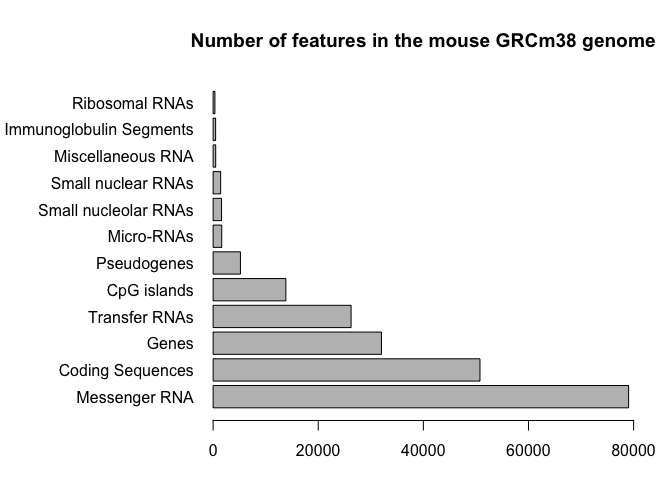 Number of features in the mouse GRCm38 genome
Ribosomal RNAs
Immunoglobulin Segments
Miscellaneous RNA
Small nuclear RNAs
Small nucleolar RNAs
Micro-RNAs
Pseudogenes
CpG islands
Transfer RNAs
Genes
Coding Sequences
Messenger RNA
0 20000 40000 60000 80000